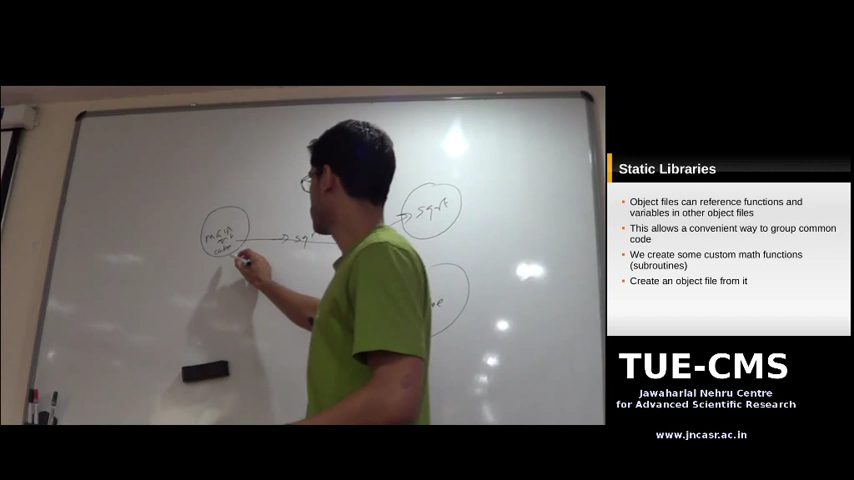 sqrt
Static Libraries
Object files can reference functions and
variables in other object files
This allows a convenient way to group common
code
We create some custom math functions
(subroutines)
Create an object file from it
TUE-CMS
Jawaharlal Nehru Centre
for Advanced Scientific Research
www.jncasr.ac.in